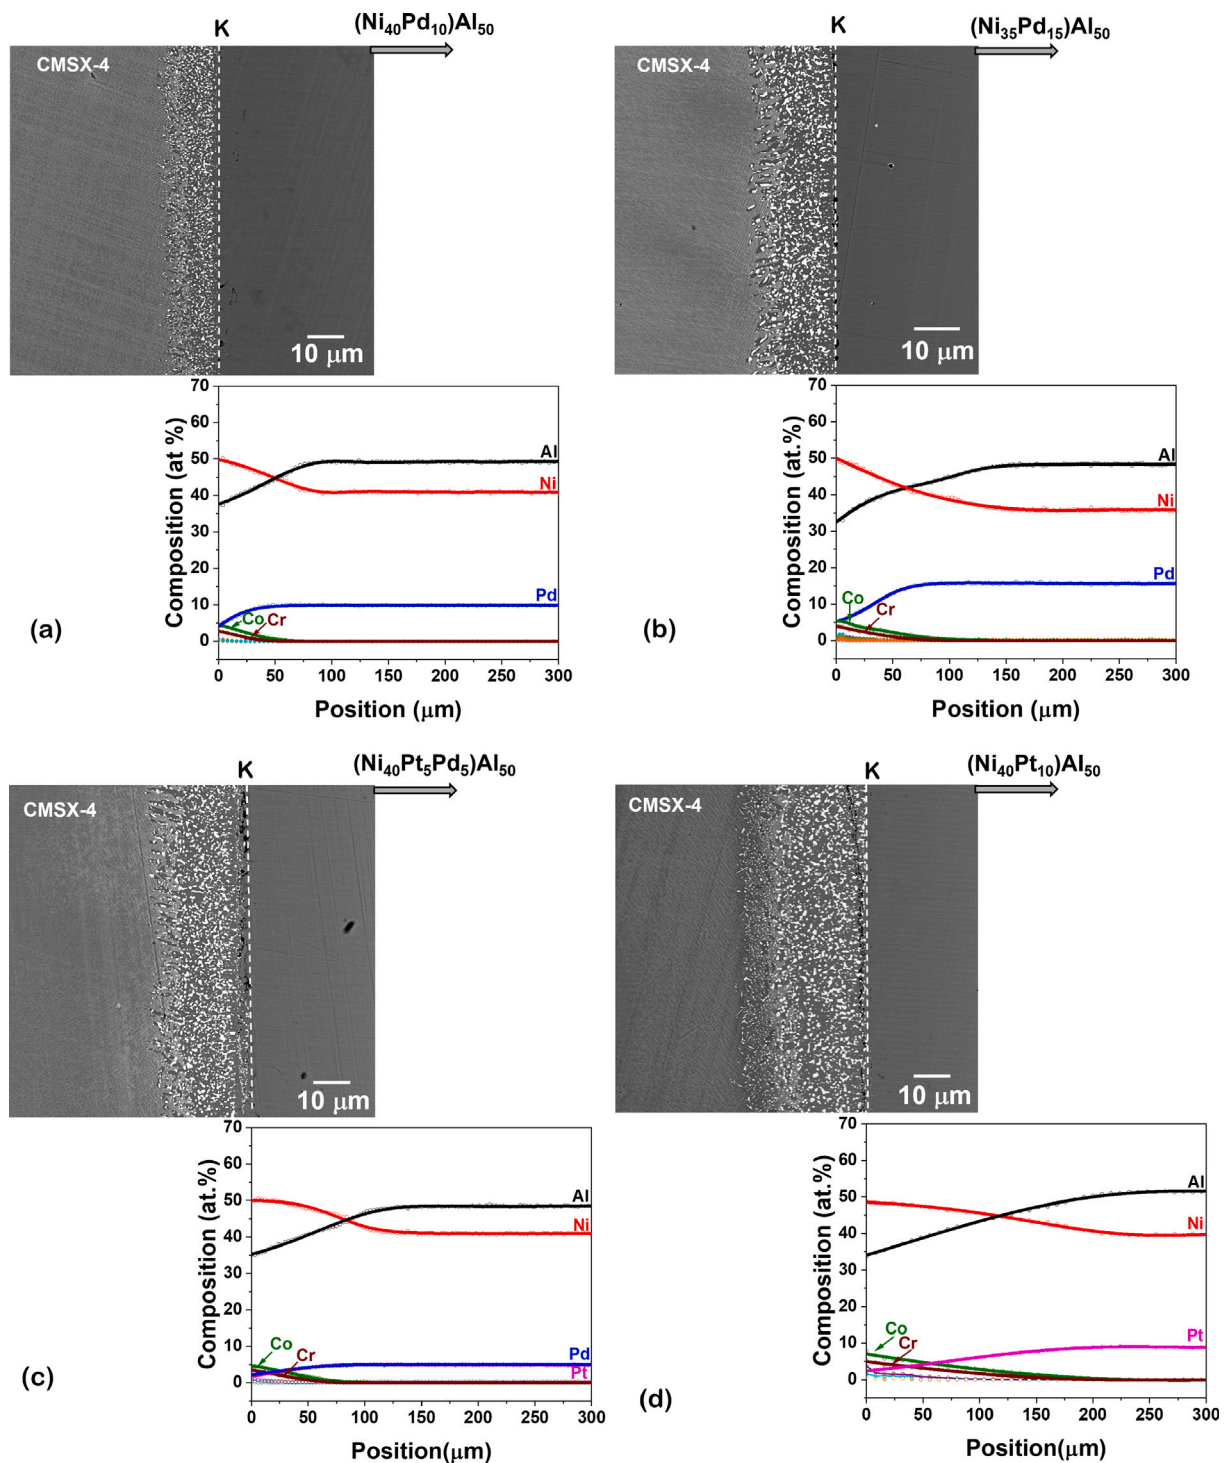 K (Ni40Pd10)Al50
CMSX-4
10 μm
70
60
50
40
30
20
10
0
Composition (at %)
Al
Ni
Pd
Co Cr
0 50 100 150 200 250 300
Position (μm)
(a)
K (Ni35Pd15)Al50
CMSX-4
10 μm
70
60
50
40
30
20
10
0
Composition (at.%)
Al
Ni
Pd
Co Cr
0 50 100 150 200 250 300
Position (μm)
(b)
K (Ni40Pt5Pd5)Al50
CMSX-4
10 μm
70
60
50
40
30
20
10
0
Composition (at.%)
Al
Ni
Pd
Pt
Co Cr
0 50 100 150 200 250 300
Position(μm)
(c)
K (Ni40Pt10)Al50
CMSX-4
10 μm
70
60
50
40
30
20
10
0
Composition (at.%)
Al
Ni
Pt
Co
Cr
0 50 100 150 200 250 300
Position(μm)
(d)